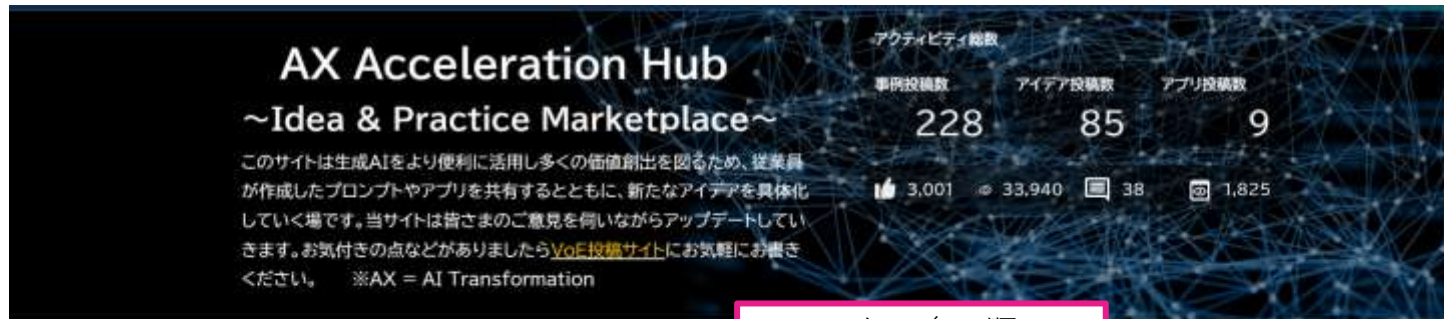 AX Acceleration Hub
~Idea & Practice Marketplace~
このサイトは生成AIをより便利に活用し多くの価値創出を図るため、従業員
が作成したプロンプトやアプリを共有するとともに、新たなアイデアを具体化
していく場です。当サイトは皆さまのご意見を伺いながらアップデートしてい
きます。お気付きの点などがありましたらVoE投稿サイトにお気軽にお書き
ください。 ※AX = AI Transformation
アクティビティ総数
事例投稿数 アイデア投稿数 アプリ投稿数
228 85 9
3,001 33,940 38 1,825